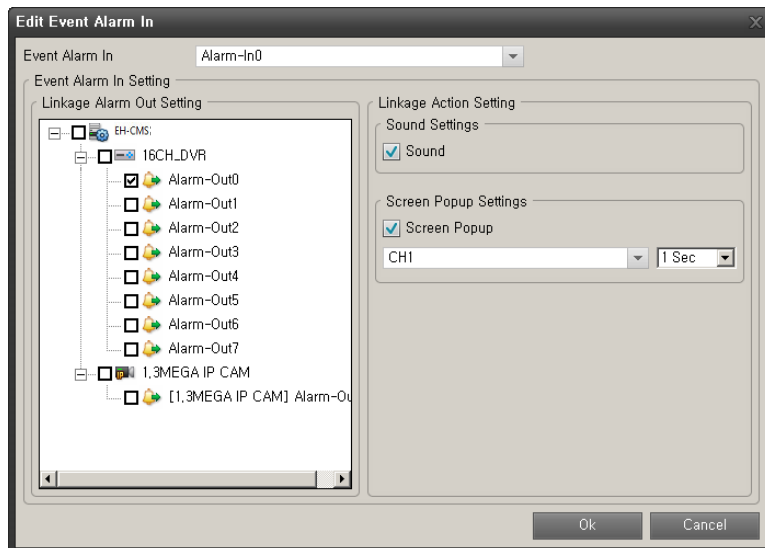 Edit Event Alarm In
Event Alarm In
Alarm-In0
Event Alarm In Setting
Linkage Alarm Out Setting
EH-CMS:
16CH_DVR
Alarm-Out0
Alarm-Out1
Alarm-Out2
Alarm-Out3
Alarm-Out4
Alarm-Out5
Alarm-Out6
Alarm-Out7
1,3MEGA IP CAM
[1,3MEGA IP CAM] Alarm-Ou
Linkage Action Setting
Sound Settings
Sound
Screen Popup Settings
Screen Popup
CH1
1 Sec
Ok
Cancel